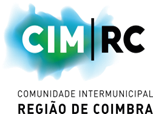 CIM|RC
COMUNIDADE INTERMUNICIPAL
REGIÃO DE COIMBRA